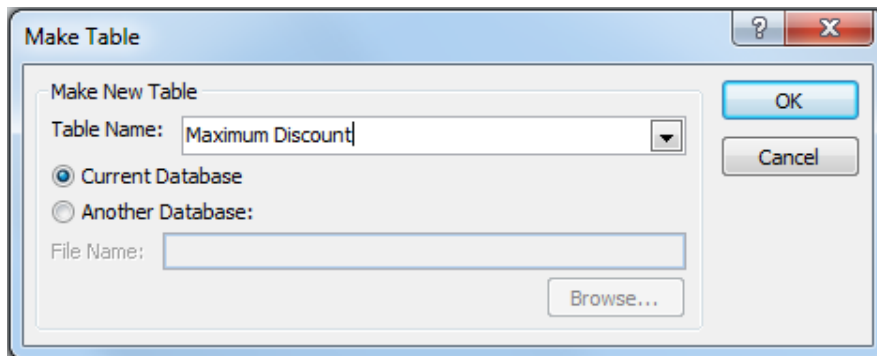 Make Table
Make New Table
OK
Table Name: Maximum Discount
Cancel
Current Database
Another Database:
File Name:
Browse...